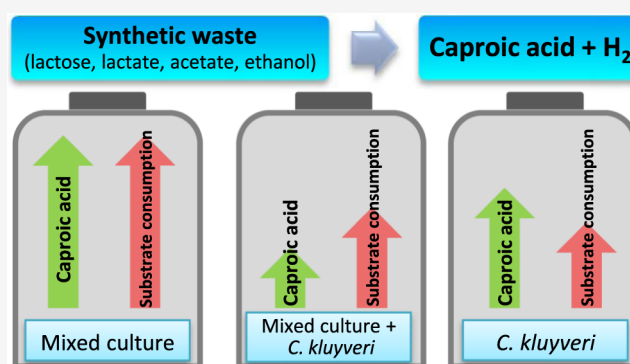 Synthetic waste
(lactose, lactate, acetate, ethanol)
Caproic acid + H₂
Caproic acid
Substrate consumption
Mixed culture
Caproic acid
Substrate consumption
Mixed culture +
C. kluyveri
Caproic acid
Substrate consumption
C. kluyveri